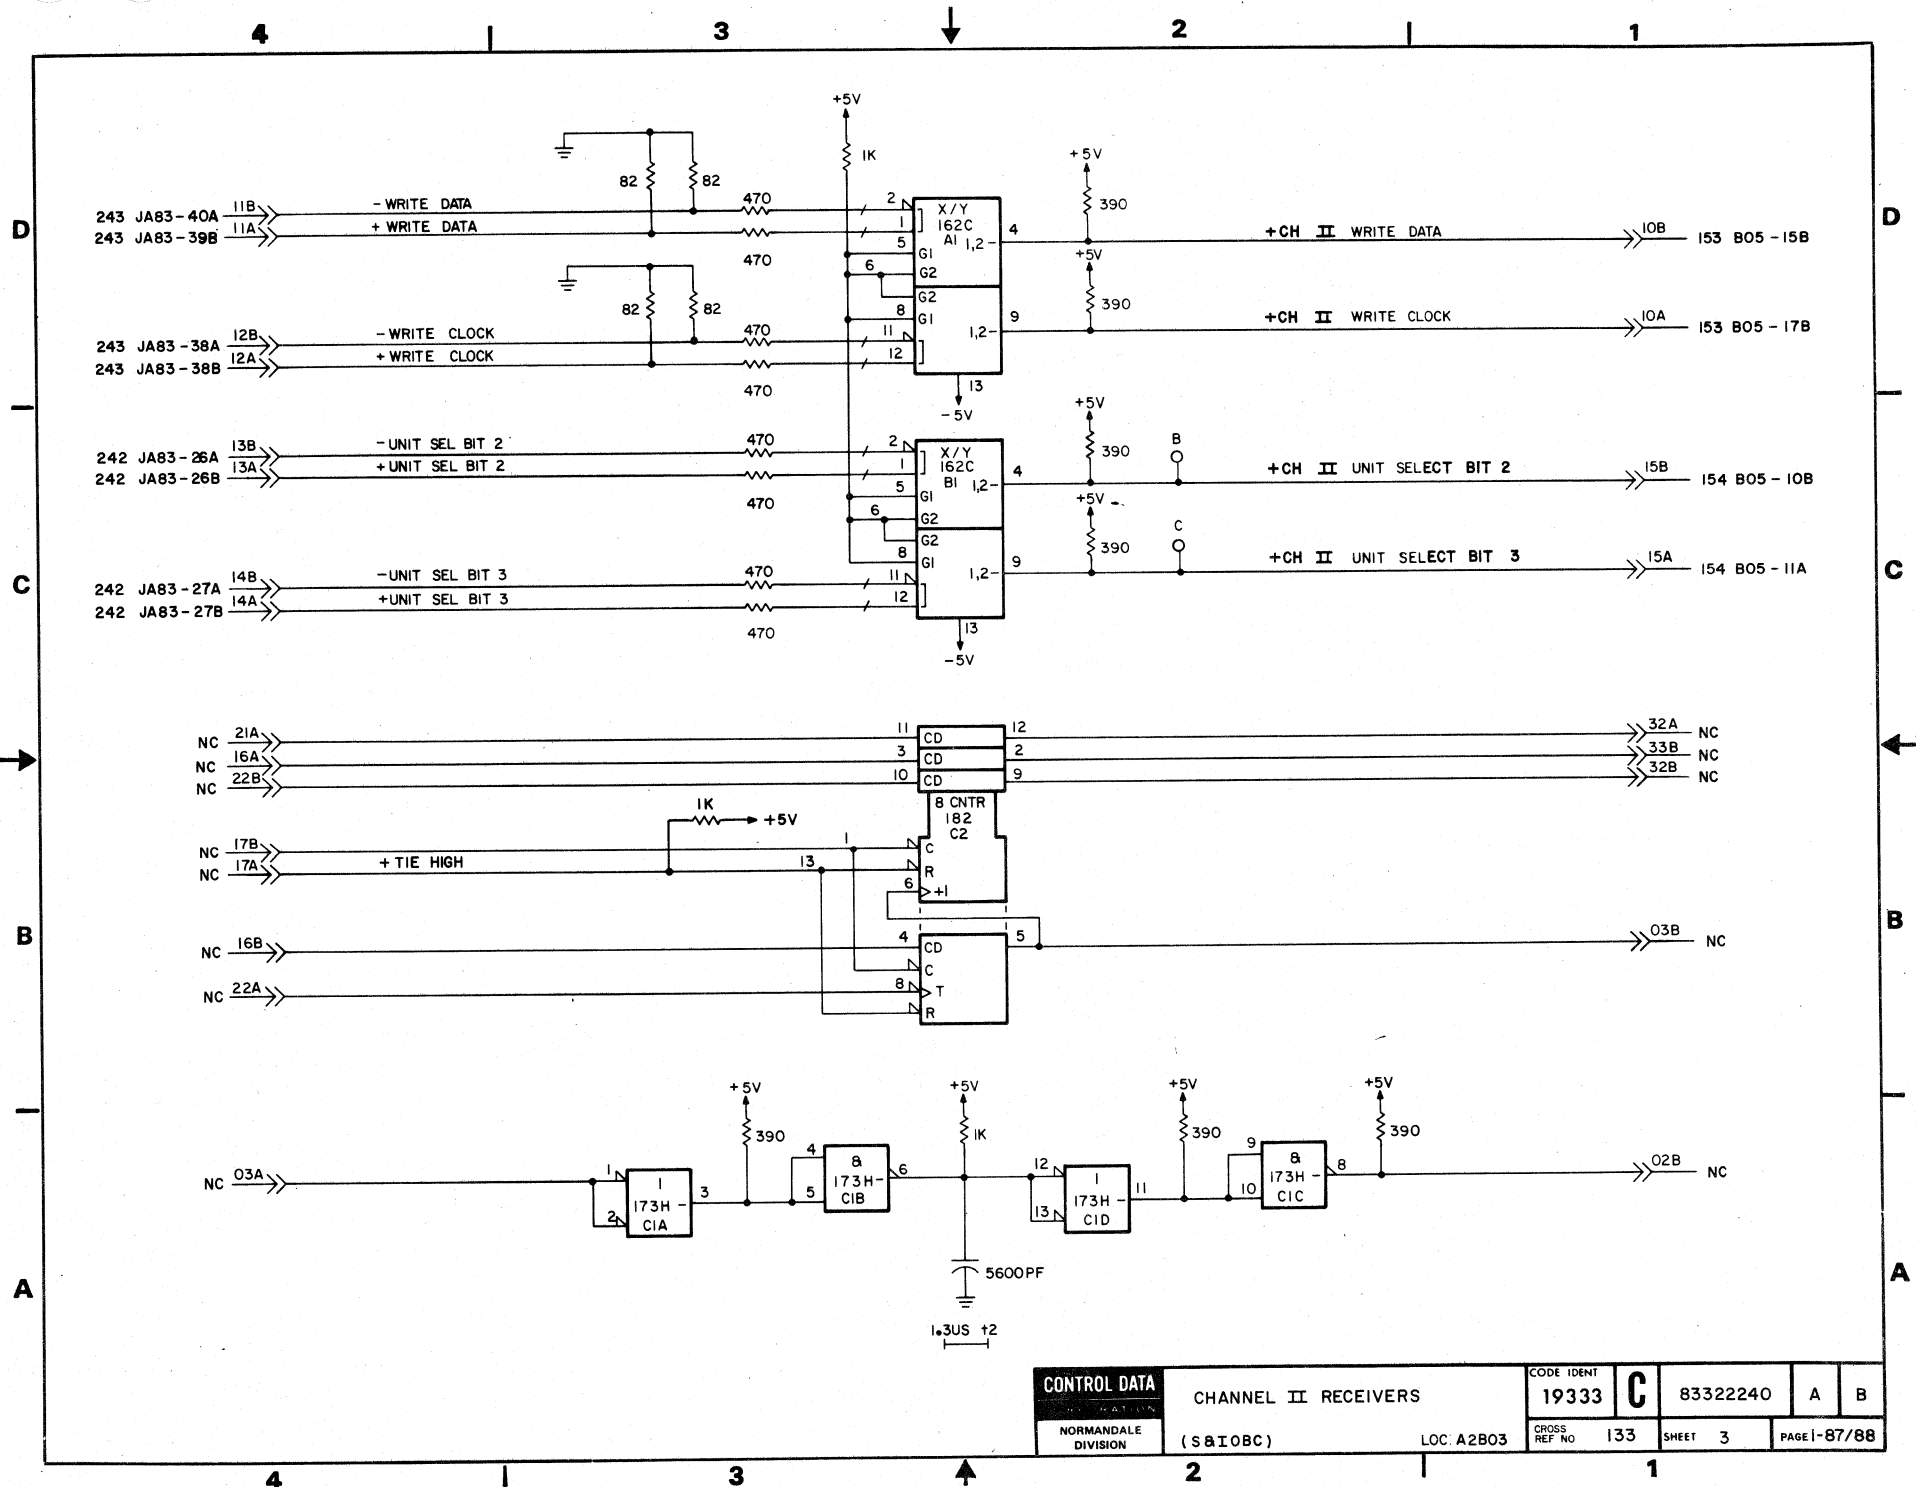 4 3 2 1
+5V
1K
82 82
+5V
390
243 JA83-40A 11B -WRITE DATA 470 2 X/Y
243 JA83-39B 11A +WRITE DATA 1 162C 4 +CH II WRITE DATA 10B 153 B05-15B
D A1 1,2- D
470 5 G1
6 G2
+5V
G2
82 82
390
8 G1
243 JA83-38A 12B -WRITE CLOCK 470 11 1,2- 9 +CH II WRITE CLOCK 10A 153 B05-17B
243 JA83-38B 12A +WRITE CLOCK 12
470
13
-5V
+5V
390
B
242 JA83-26A 13B -UNIT SEL BIT 2 470 2 X/Y
242 JA83-26B 13A +UNIT SEL BIT 2 1 162C 4 +CH II UNIT SELECT BIT 2 15B 154 B05-10B
B1 1,2-
470 5 G1
6 G2
+5V
G2
390
C
8 G1
C C
242 JA83-27A 14B -UNIT SEL BIT 3 470 11 1,2- 9 +CH II UNIT SELECT BIT 3 15A 154 B05-11A
242 JA83-27B 14A +UNIT SEL BIT 3 12
470
13
-5V
NC 21A 11 CD 12 32A NC
NC 16A 3 CD 2 33B NC
NC 22B 10 CD 9 32B NC
8 CNTR
182
C2
1K +5V
NC 17B 1 C
NC 17A +TIE HIGH 13 R
6 +1
B B
NC 16B 4 CD 5 03B NC
C
NC 22A 8 T
R
+5V +5V +5V +5V
390 1K 390 390
NC 03A 1 1 3 4 & 6 12 1 11 9 & 8 02B NC
173H- 173H- 173H- 173H-
2 C1A 5 C1B 13 C1D 10 C1C
A A
5600PF
1.3US ±2
CONTROL DATA
NORMANDALE
DIVISION
CHANNEL II RECEIVERS
(S&IOBC) LOC: A2B03
CODE IDENT
19333 C 83322240 A B
CROSS
REF NO 133 SHEET 3 PAGE 1-87/88
4 3 2 1